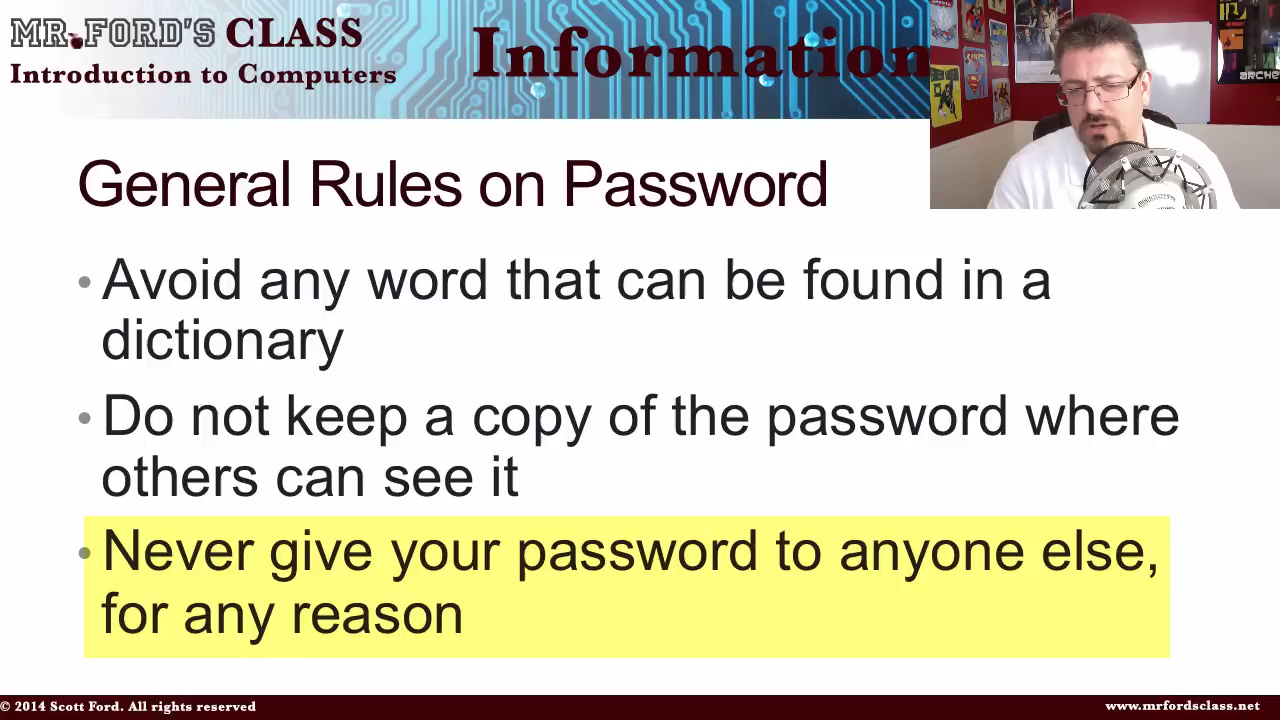 MR.FORD'S CLASS
Introduction to Computers
Information
ARCHE
General Rules on Password
• Avoid any word that can be found in a
dictionary
• Do not keep a copy of the password where
others can see it
• Never give your password to anyone else,
for any reason
© 2014 Scott Ford. All rights reserved
www.mrfordsclass.net